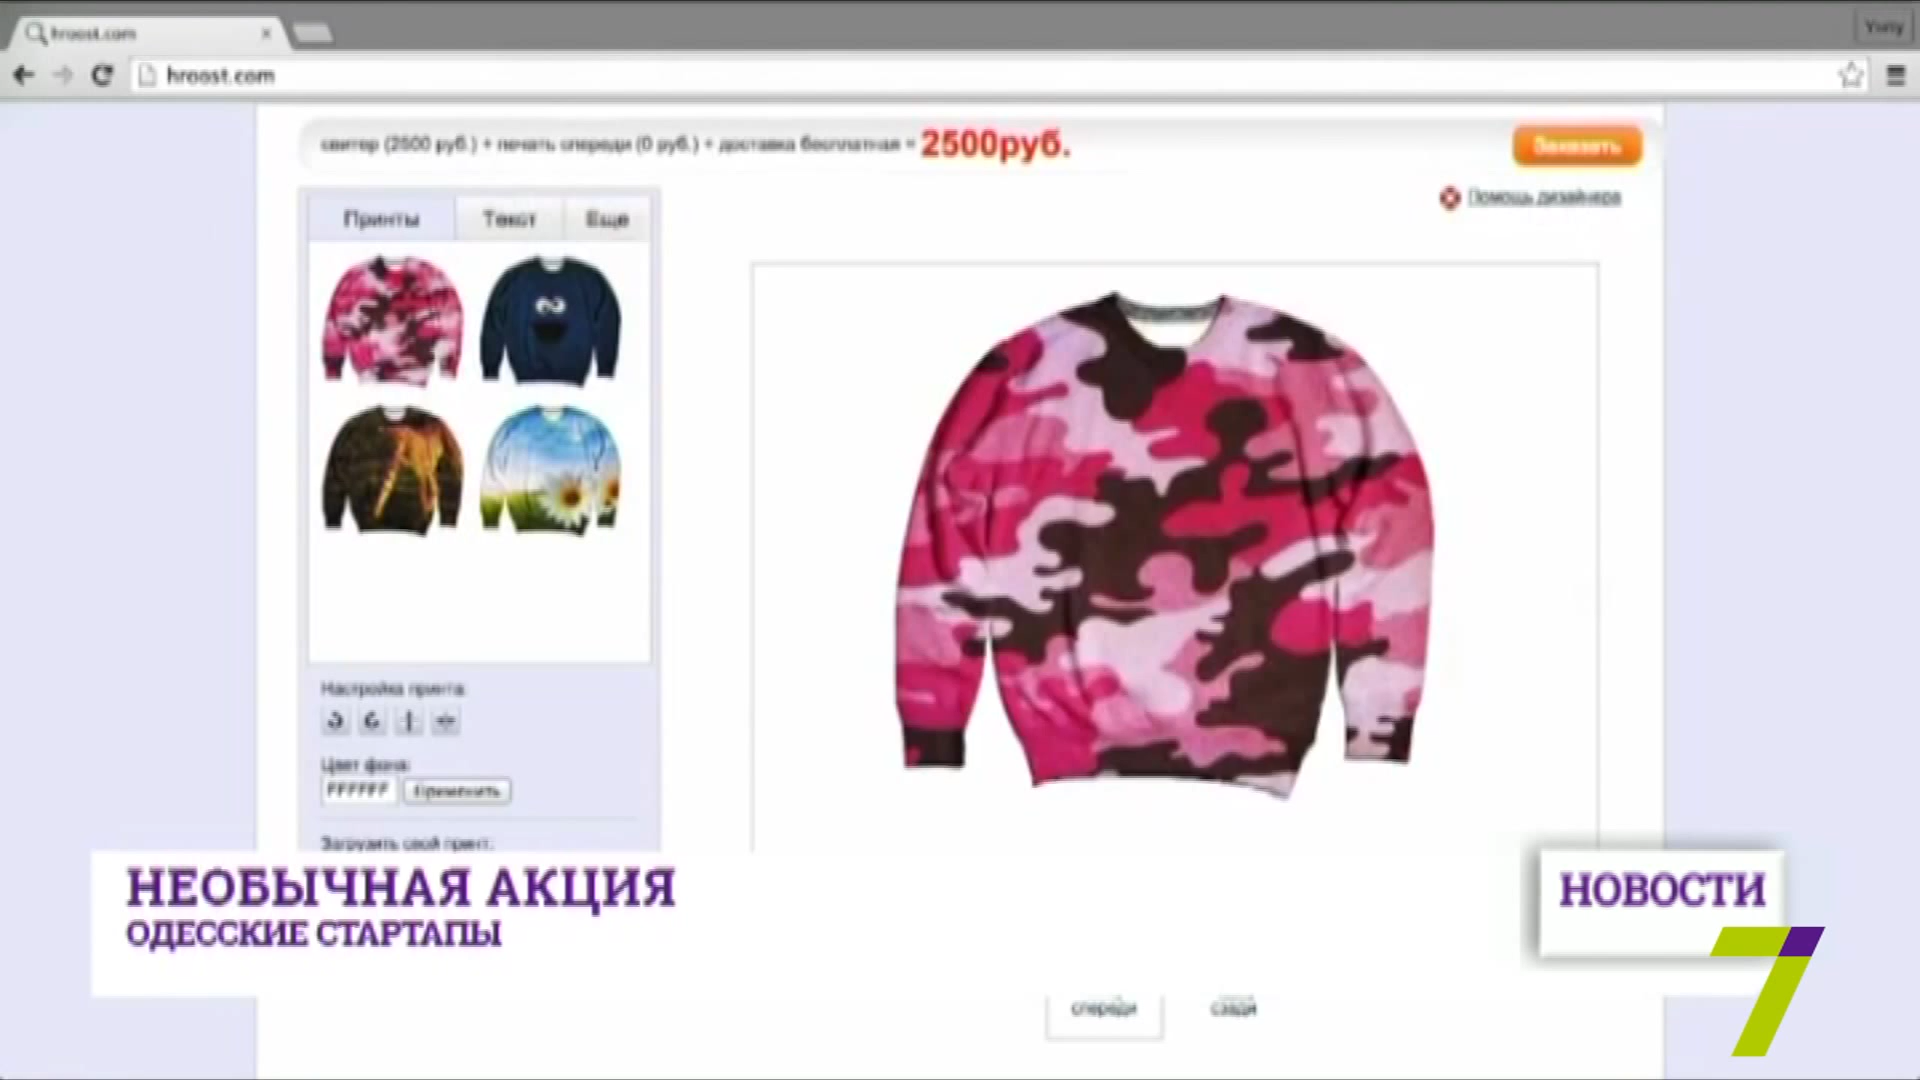 hroost.com
Yuriy
hroost.com
свитер (2500 руб.) + печать спереди (0 руб.) + доставка бесплатная = 2500руб.
Заказать
Помощь дизайнера
Принты Текст Еще
Настройка принта:
Цвет фона:
FFFFFF Применить
Загрузить свой принт:
НЕОБЫЧНАЯ АКЦИЯ
ОДЕССКИЕ СТАРТАПЫ
НОВОСТИ
7
спереди сзади